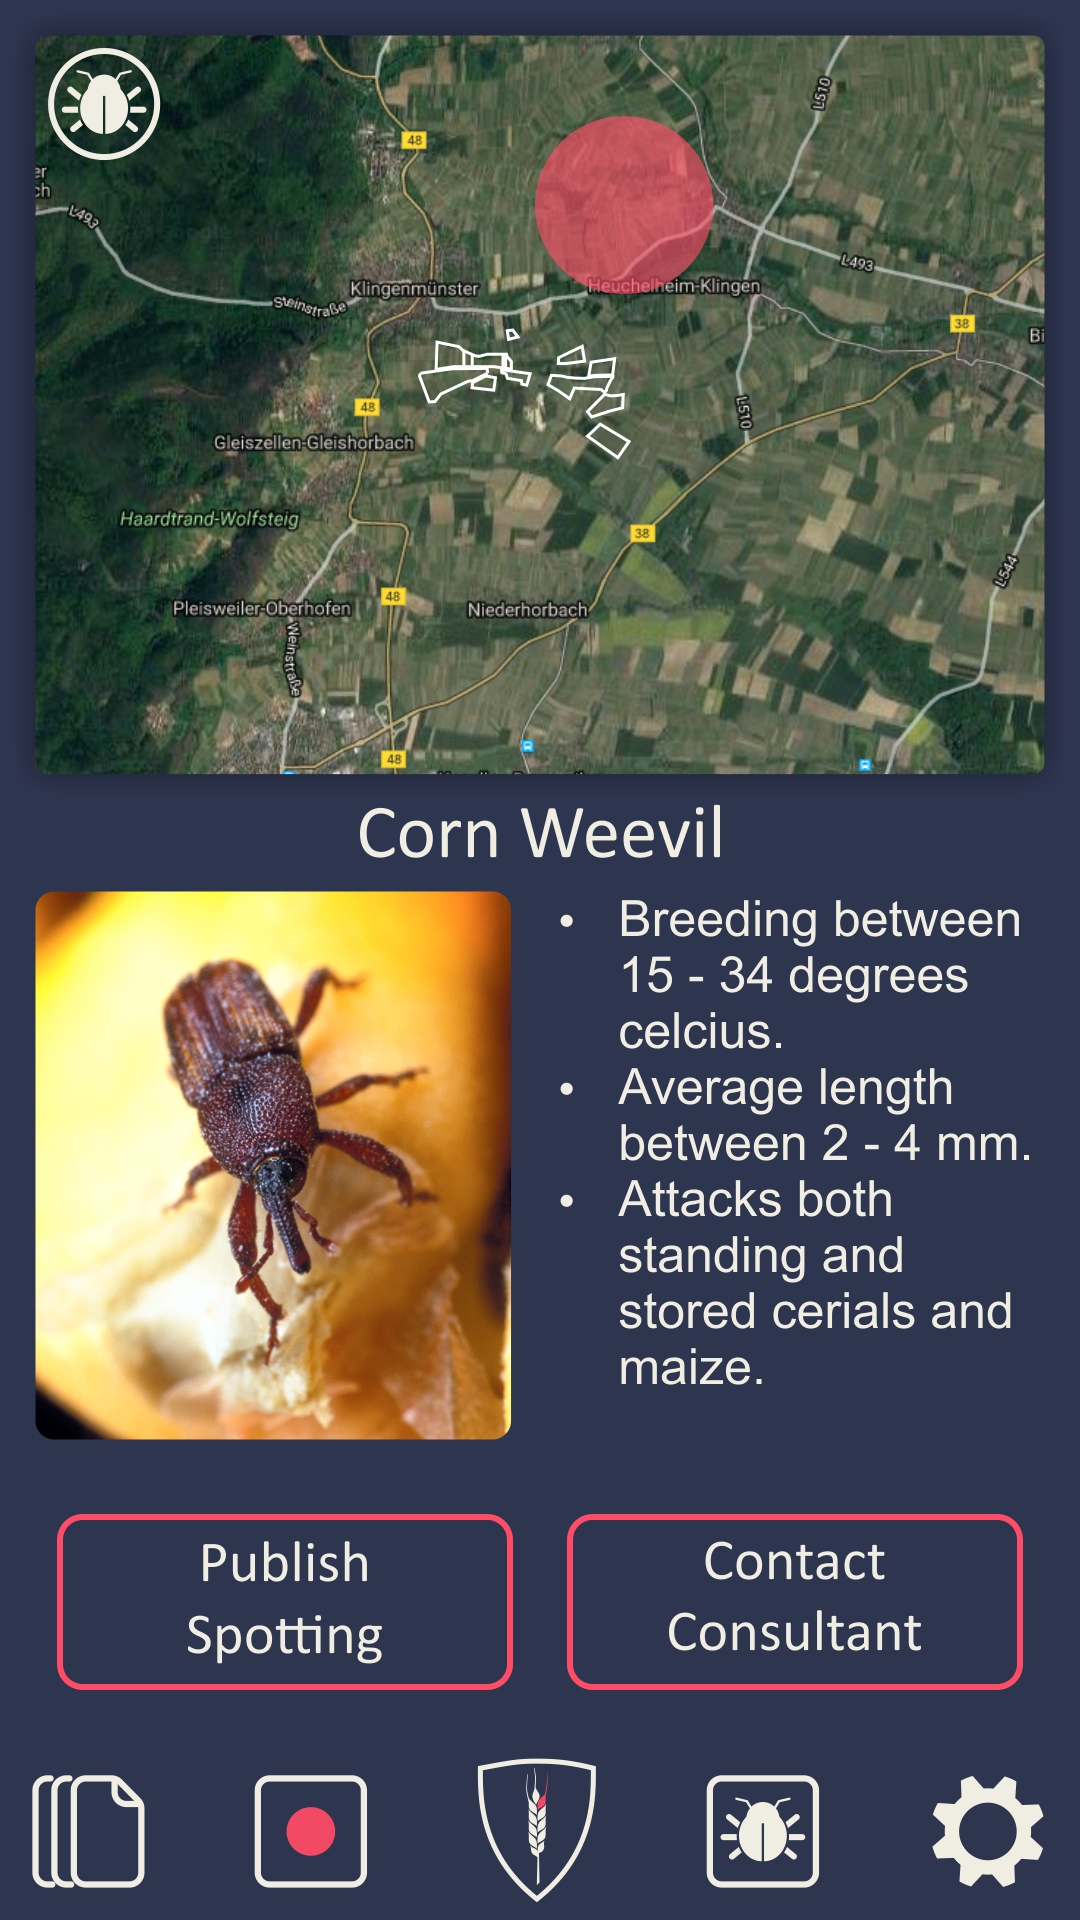 L510
48
er
ch
L493
L493
Klingenmünster
Heuchelheim-Klingen
Steinstraße
38
Bi
48
L510
Gleiszellen-Gleishorbach
Haardtrand-Wolfsteig
38
L544
48
Pleisweiler-Oberhofen
Niederhorbach
Weinstraße
48
Corn Weevil
• Breeding between
15 - 34 degrees
celcius.
• Average length
between 2 - 4 mm.
• Attacks both
standing and
stored cerials and
maize.
Publish
Spotting
Contact
Consultant